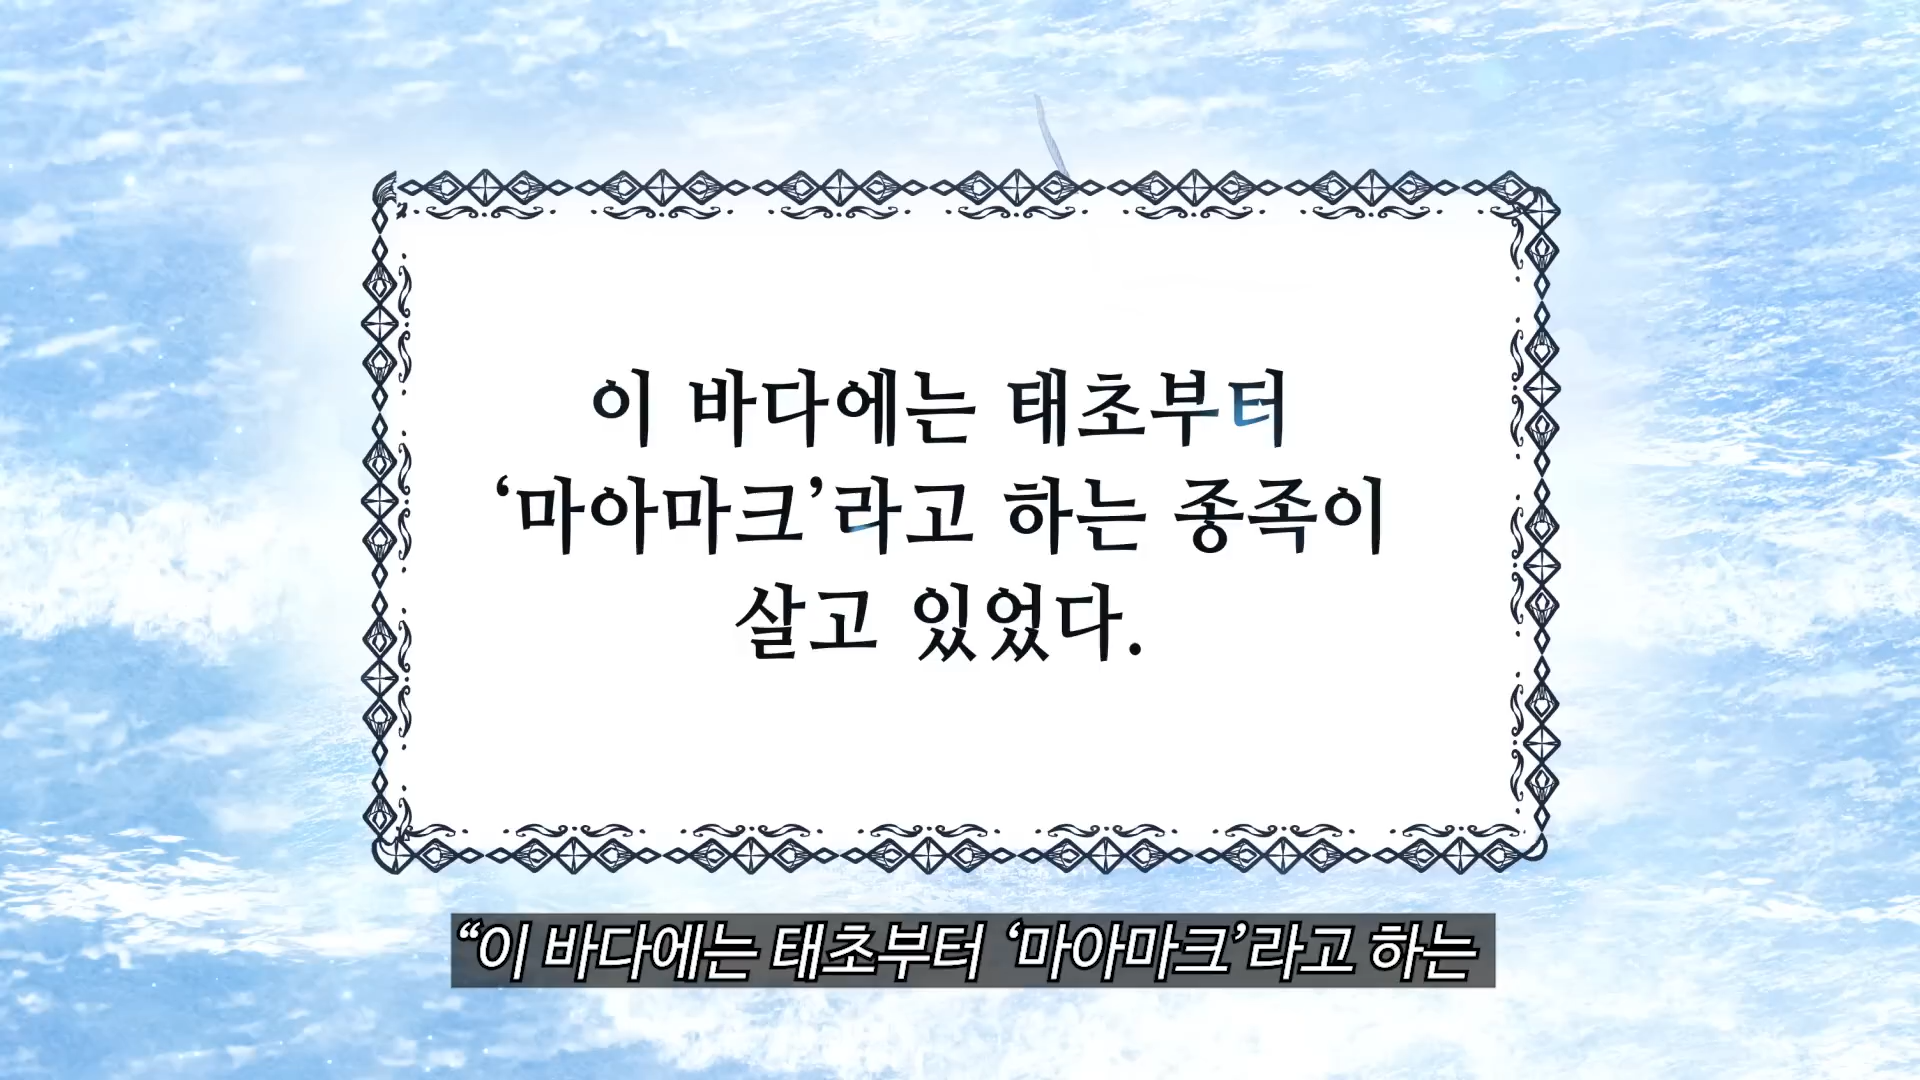 이 바다에는 태초부터
‘마아마크’라고 하는 종족이
살고 있었다.
“이 바다에는 태초부터 ‘마아마크’라고 하는